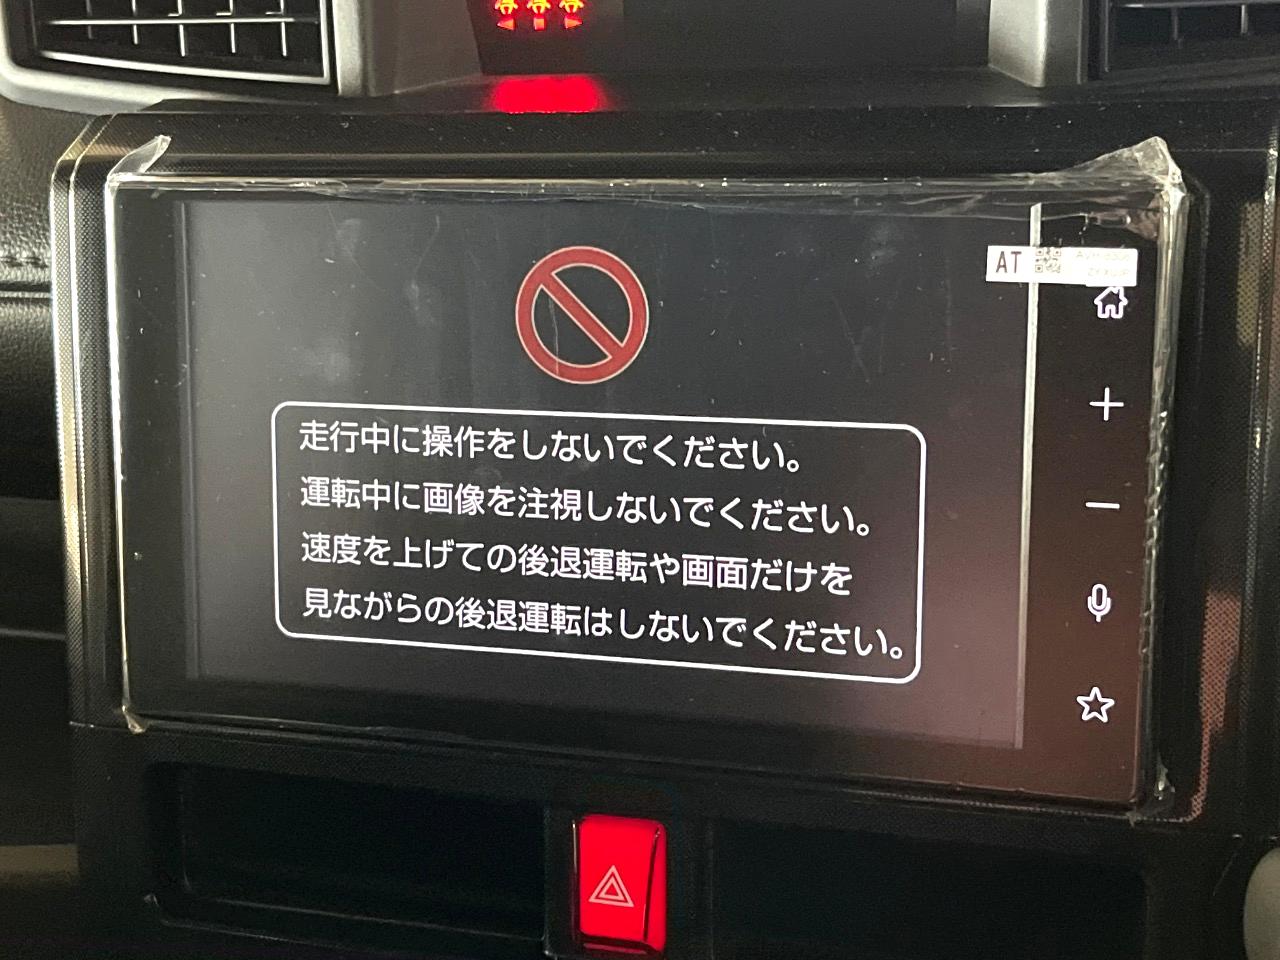 AT
走行中に操作をしないでください。
運転中に画像を注視しないでください。
速度を上げての後退運転や画面だけを
見ながらの後退運転はしないでください。